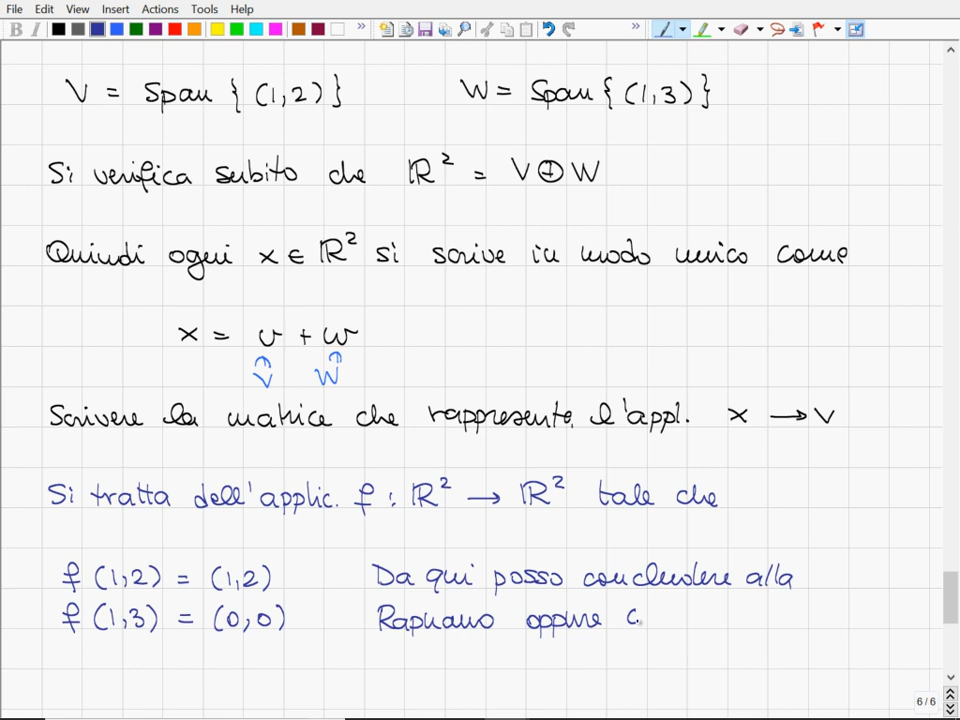 File Edit View Insert Actions Tools Help
B I » »
V = Span { (1,2) } W = Span { (1,3) }
Si verifica subito che ℝ² = V ⊕ W
Quindi ogni x ∈ ℝ² si scrive in modo unico come
x = v + w
∈ ∈
V W
Scrivere la matrice che rappresenta l'appl. x → v
Si tratta dell'applic. f : ℝ² → ℝ² tale che
f (1,2) = (1,2) Da qui posso concludere alla
f (1,3) = (0,0) Rapuano oppure c
6 / 6